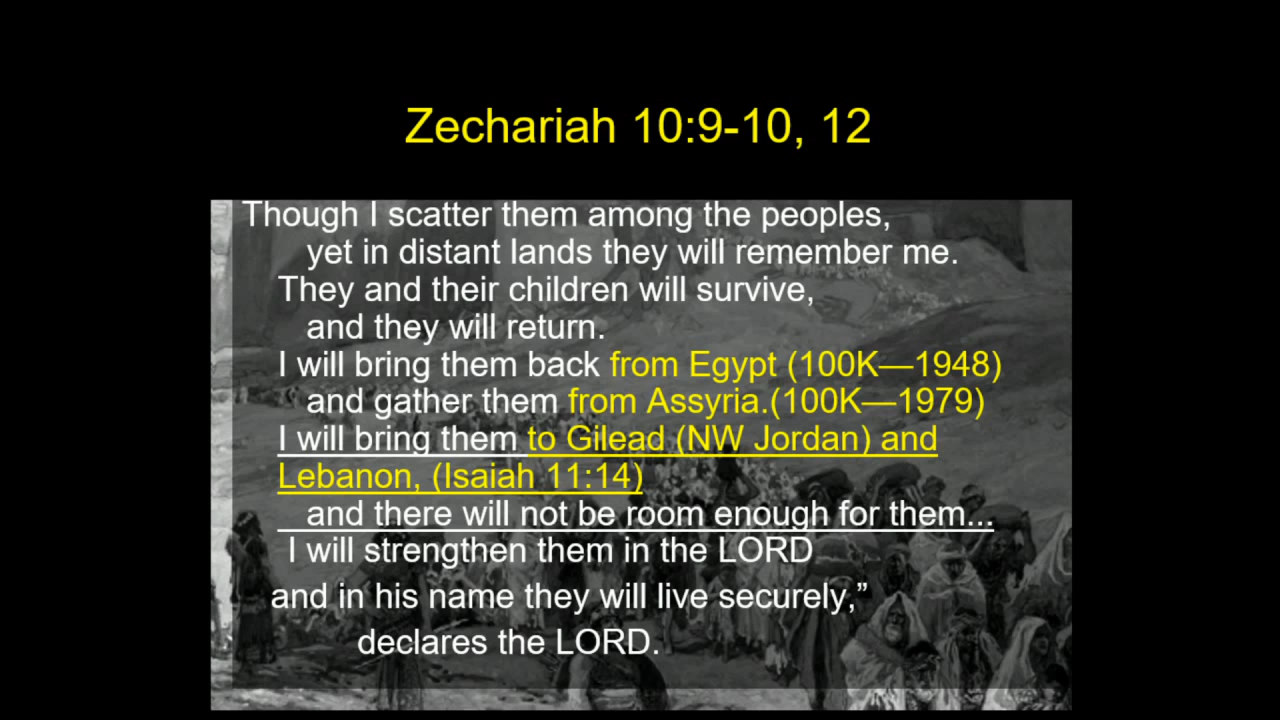 Zechariah 10:9-10, 12
Though I scatter them among the peoples,
yet in distant lands they will remember me.
They and their children will survive,
and they will return.
I will bring them back from Egypt (100K—1948)
and gather them from Assyria.(100K—1979)
I will bring them to Gilead (NW Jordan) and
Lebanon, (Isaiah 11:14)
and there will not be room enough for them...
I will strengthen them in the LORD
and in his name they will live securely,”
declares the LORD.